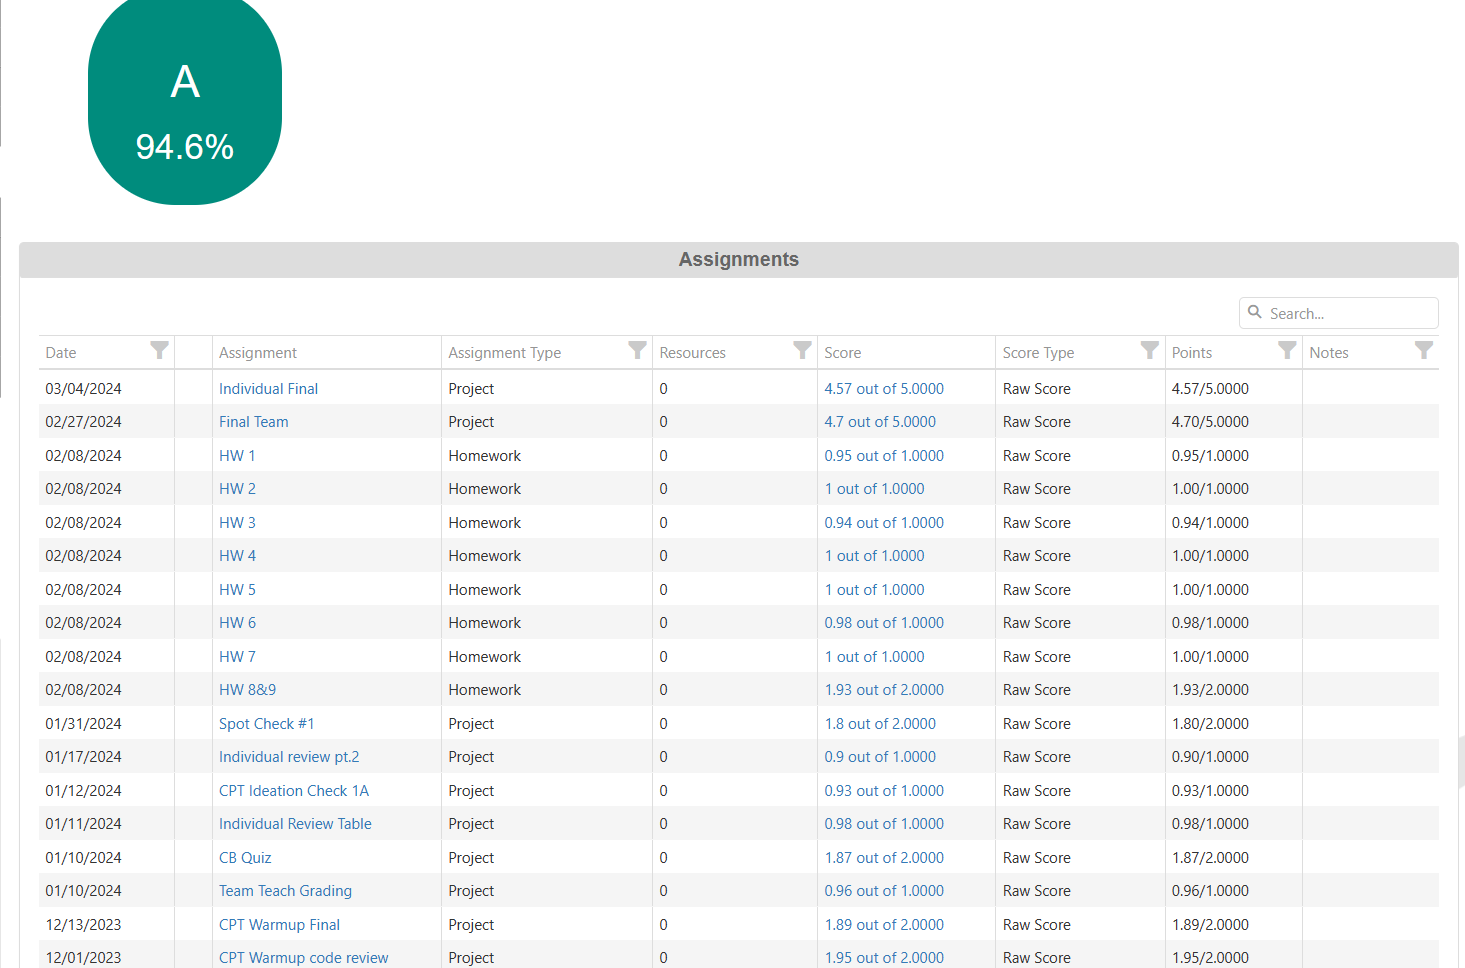 A
94.6%
Assignments
Search...
Date Assignment Assignment Type Resources Score Score Type Points Notes
03/04/2024 Individual Final Project 0 4.57 out of 5.0000 Raw Score 4.57/5.0000
02/27/2024 Final Team Project 0 4.7 out of 5.0000 Raw Score 4.70/5.0000
02/08/2024 HW 1 Homework 0 0.95 out of 1.0000 Raw Score 0.95/1.0000
02/08/2024 HW 2 Homework 0 1 out of 1.0000 Raw Score 1.00/1.0000
02/08/2024 HW 3 Homework 0 0.94 out of 1.0000 Raw Score 0.94/1.0000
02/08/2024 HW 4 Homework 0 1 out of 1.0000 Raw Score 1.00/1.0000
02/08/2024 HW 5 Homework 0 1 out of 1.0000 Raw Score 1.00/1.0000
02/08/2024 HW 6 Homework 0 0.98 out of 1.0000 Raw Score 0.98/1.0000
02/08/2024 HW 7 Homework 0 1 out of 1.0000 Raw Score 1.00/1.0000
02/08/2024 HW 8&9 Homework 0 1.93 out of 2.0000 Raw Score 1.93/2.0000
01/31/2024 Spot Check #1 Project 0 1.8 out of 2.0000 Raw Score 1.80/2.0000
01/17/2024 Individual review pt.2 Project 0 0.9 out of 1.0000 Raw Score 0.90/1.0000
01/12/2024 CPT Ideation Check 1A Project 0 0.93 out of 1.0000 Raw Score 0.93/1.0000
01/11/2024 Individual Review Table Project 0 0.98 out of 1.0000 Raw Score 0.98/1.0000
01/10/2024 CB Quiz Project 0 1.87 out of 2.0000 Raw Score 1.87/2.0000
01/10/2024 Team Teach Grading Project 0 0.96 out of 1.0000 Raw Score 0.96/1.0000
12/13/2023 CPT Warmup Final Project 0 1.89 out of 2.0000 Raw Score 1.89/2.0000
12/01/2023 CPT Warmup code review Project 0 1.95 out of 2.0000 Raw Score 1.95/2.0000